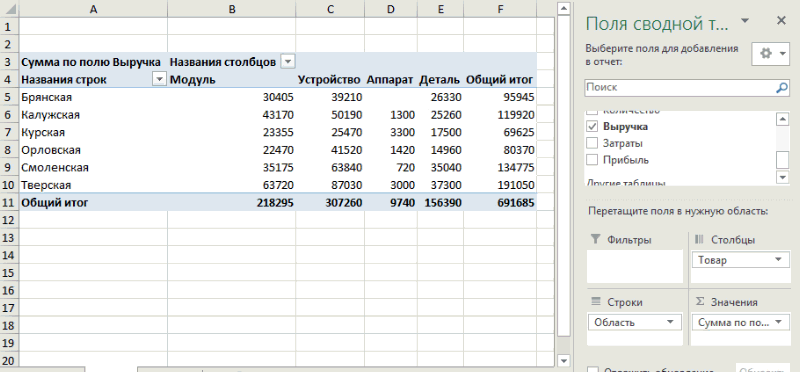 A B C D E F
1
2
3 Сумма по полю Выручка Названия столбцов
4 Названия строк Модуль Устройство Аппарат Деталь Общий итог
5 Брянская 30405 39210 26330 95945
6 Калужская 43170 50190 1300 25260 119920
7 Курская 23355 25470 3300 17500 69625
8 Орловская 22470 41520 1420 14960 80370
9 Смоленская 35175 63840 720 35040 134775
10 Тверская 63720 87030 3000 37300 191050
11 Общий итог 218295 307260 9740 156390 691685
12
13
14
15
16
17
18
19
20
Поля сводной т...
Выберите поля для добавления
в отчет:
Поиск
Количество
Выручка
Затраты
Прибыль
Другие таблицы
Перетащите поля в нужную область:
Фильтры
Столбцы
Товар
Строки
Σ Значения
Область
Сумма по по...
Отложить обновление
Обновить